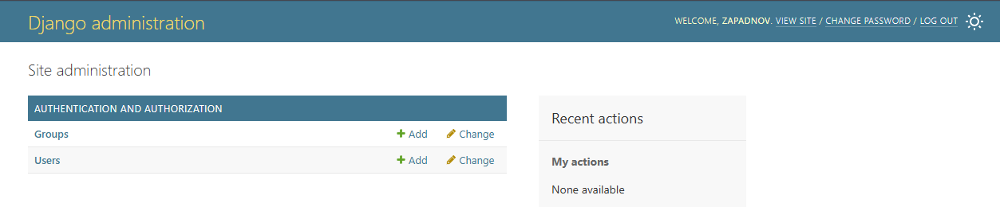 Django administration
WELCOME, ZAPADNOV. VIEW SITE / CHANGE PASSWORD / LOG OUT
Site administration
AUTHENTICATION AND AUTHORIZATION
Groups Add Change
Users Add Change
Recent actions
My actions
None available